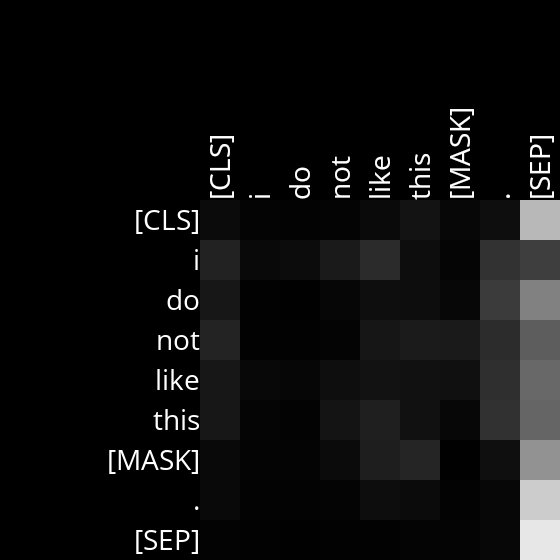 [CLS] i do not like this [MASK] . [SEP]
[CLS]
i
do
not
like
this
[MASK]
.
[SEP]